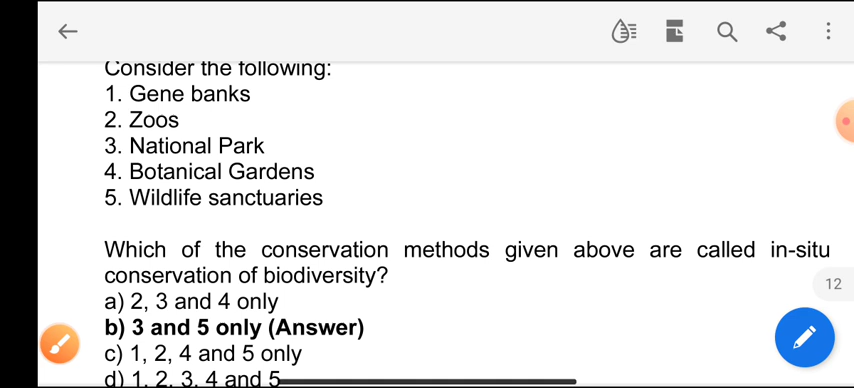 Consider the following:
1. Gene banks
2. Zoos
3. National Park
4. Botanical Gardens
5. Wildlife sanctuaries
Which of the conservation methods given above are called in-situ
conservation of biodiversity?
12
a) 2, 3 and 4 only
b) 3 and 5 only (Answer)
c) 1, 2, 4 and 5 only
d) 1, 2, 3, 4 and 5